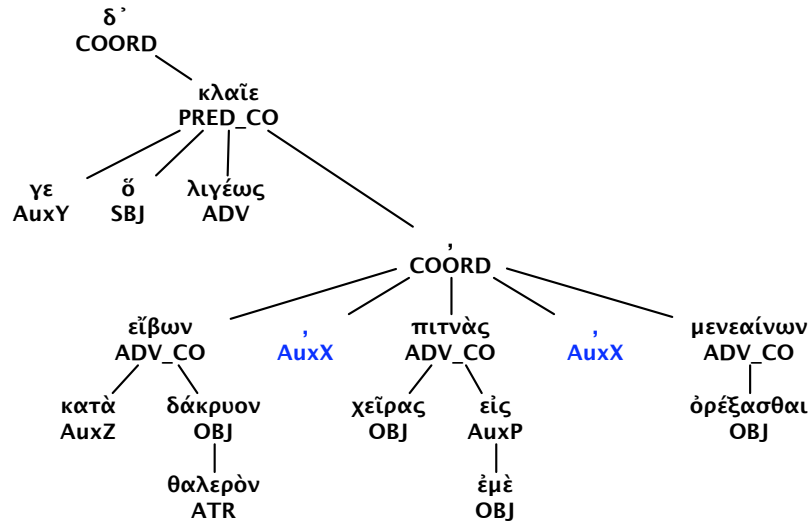 δ᾽
COORD
κλαῖε
PRED_CO
γε ὅ λιγέως
AuxY SBJ ADV
,
COORD
εἴβων , πιτνὰς , μενεαίνων
ADV_CO AuxX ADV_CO AuxX ADV_CO
κατὰ δάκρυον χεῖρας εἰς ὀρέξασθαι
AuxZ OBJ OBJ AuxP OBJ
θαλερὸν ἐμὲ
ATR OBJ